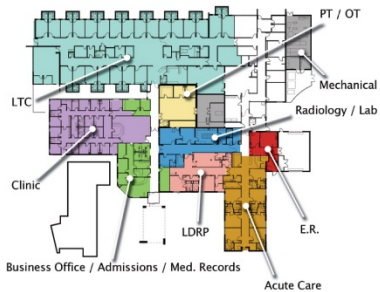 PT / OT
Mechanical
LTC
Radiology / Lab
Clinic
LDRP
E.R.
Business Office / Admissions / Med. Records
Acute Care